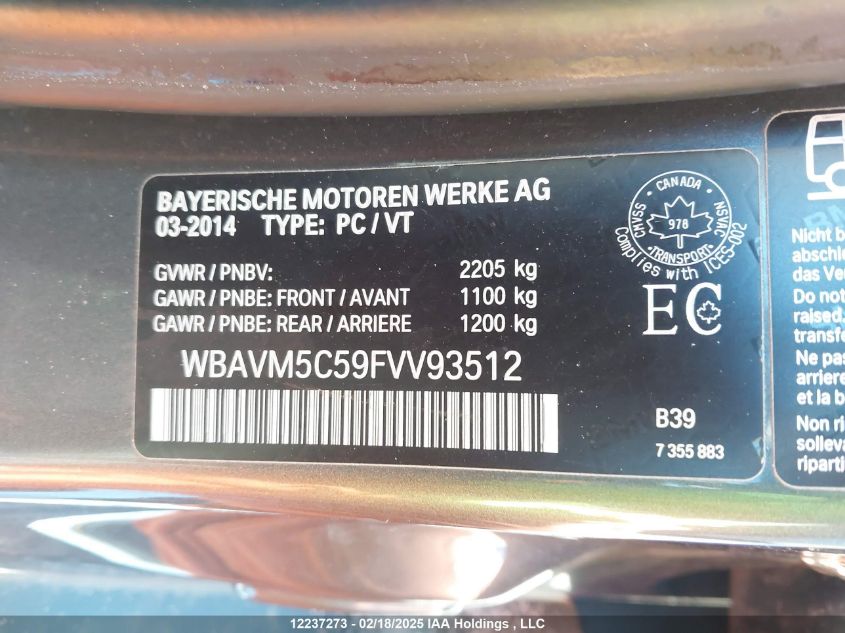 BAYERISCHE MOTOREN WERKE AG
03-2014 TYPE: PC / VT
GVWR / PNBV: 2205 kg
GAWR / PNBE: FRONT / AVANT 1100 kg
GAWR / PNBE: REAR / ARRIERE 1200 kg
WBAVM5C59FVV93512
CANADA
CMVSS 978 NSVAC
TRANSPORT
Complies with ICES-002
EC
B39
7 355 883
Nicht b
abschle
das Ve
Do not
raised.
transfe
Ne pas
arriere
et la b
Non ri
solleva
riparti
12237273 - 02/18/2025 IAA Holdings , LLC